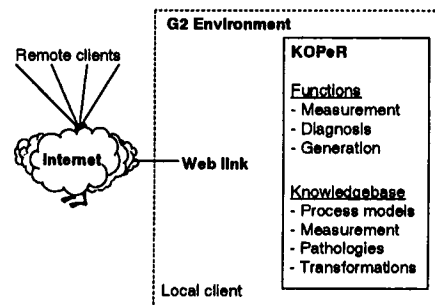 G2 Environment
Remote clients
Internet
Web link
Local client
KOPeR
Functions
- Measurement
- Diagnosis
- Generation
Knowledgebase
- Process models
- Measurement
- Pathologies
- Transformations